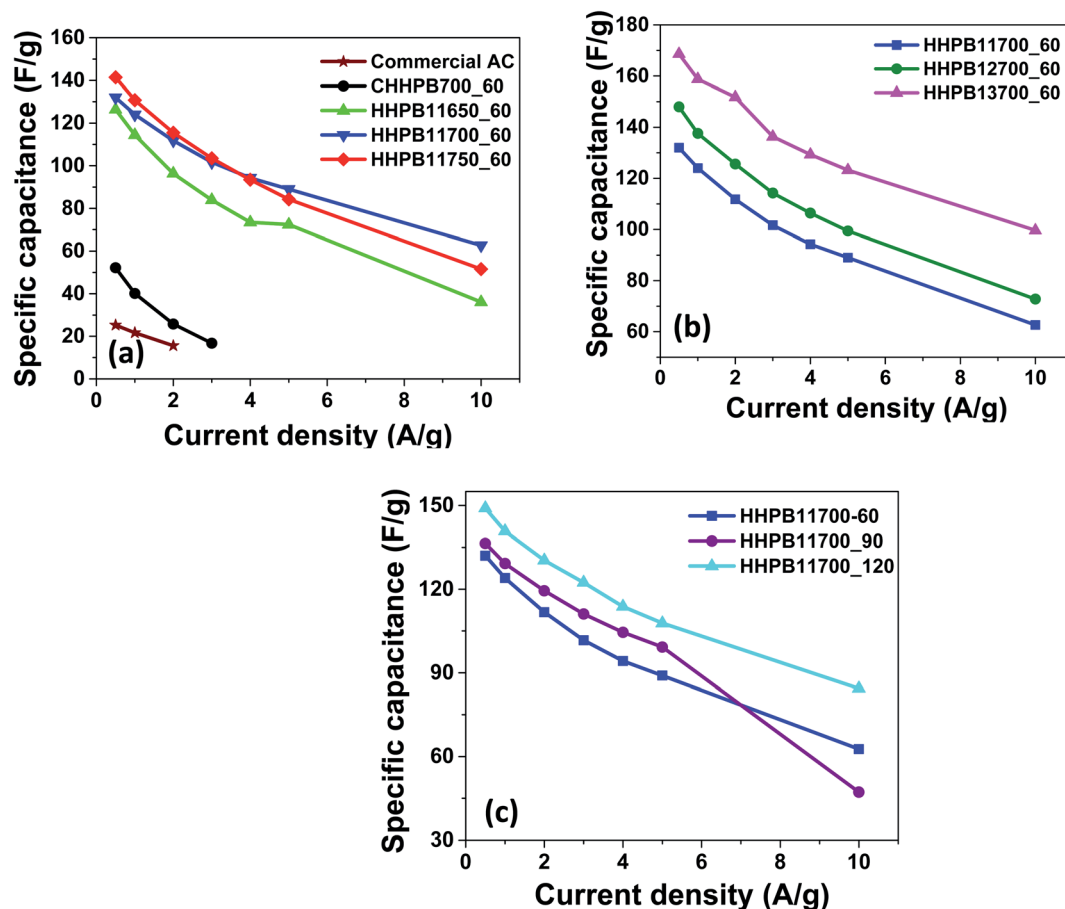 Specific capacitance (F/g)
160
140
120
100
80
60
40
20
0
Commercial AC
CHHPB700_60
HHPB11650_60
HHPB11700_60
HHPB11750_60
(a)
0 2 4 6 8 10
Current density (A/g)
Specific capacitance (F/g)
180
160
140
120
100
80
60
HHPB11700_60
HHPB12700_60
HHPB13700_60
(b)
0 2 4 6 8 10
Current density (A/g)
Specific capacitance (F/g)
150
120
90
60
30
HHPB11700-60
HHPB11700_90
HHPB11700_120
(c)
0 2 4 6 8 10
Current density (A/g)